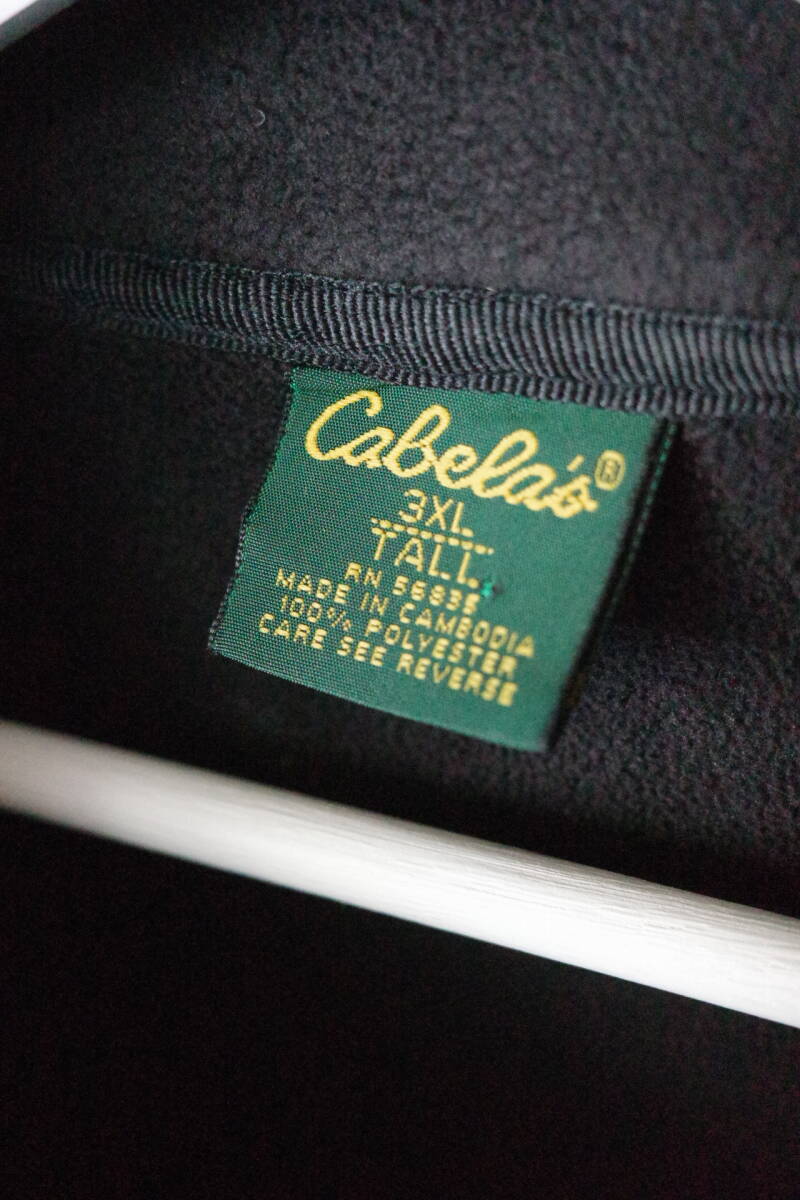 Cabela's®
3XL
TALL
RN 56835
MADE IN CAMBODIA
100% POLYESTER
CARE SEE REVERSE